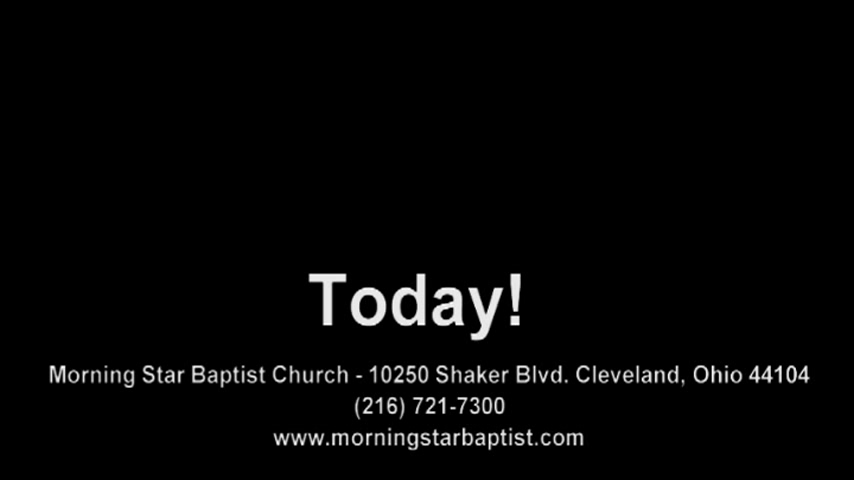 Today!
Morning Star Baptist Church - 10250 Shaker Blvd. Cleveland, Ohio 44104
(216) 721-7300
www.morningstarbaptist.com